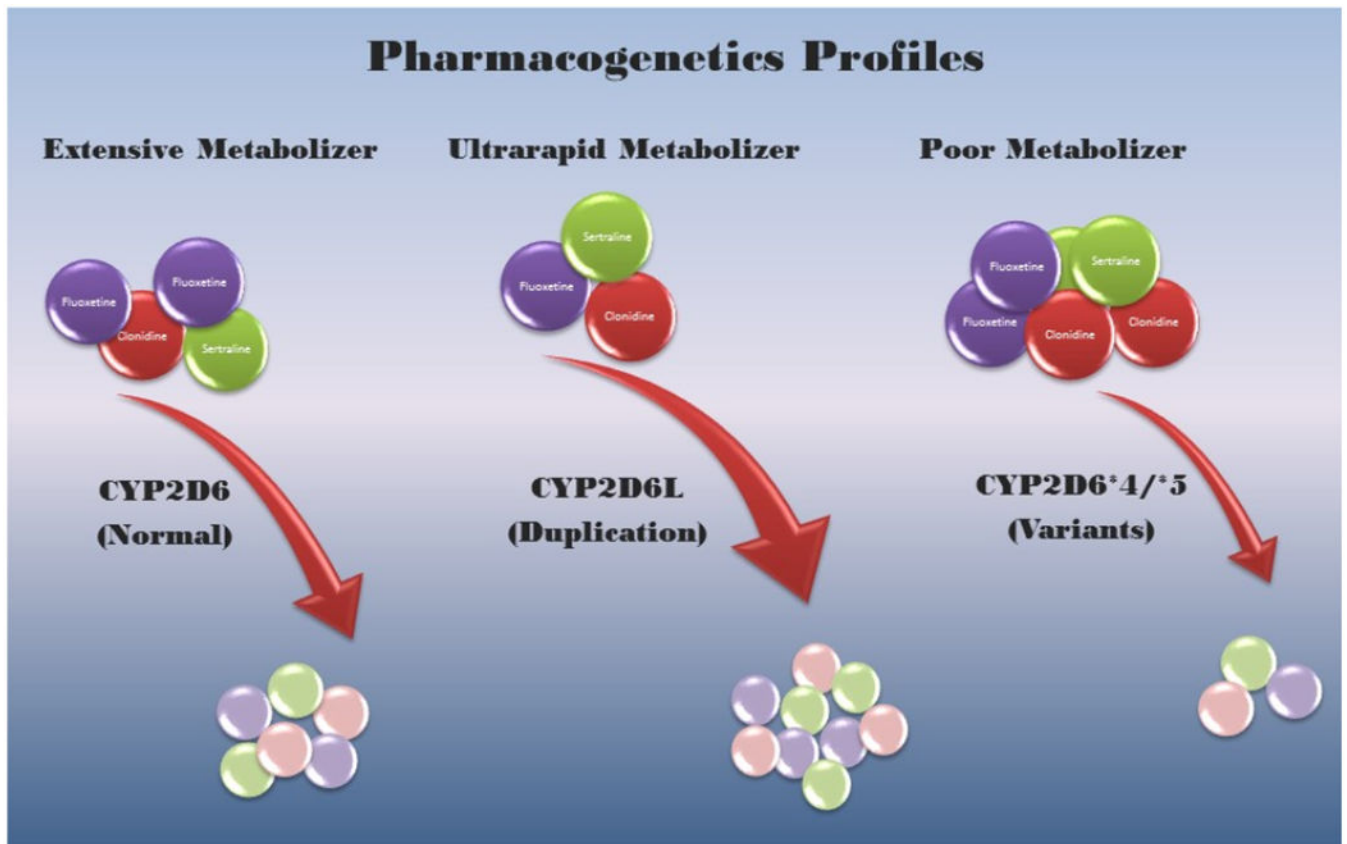 Pharmacogenetics Profiles
Extensive Metabolizer
Ultrarapid Metabolizer
Poor Metabolizer
Fluoxetine
Fluoxetine
Clonidine
Sertraline
Sertraline
Fluoxetine
Clonidine
Fluoxetine
Sertraline
Fluoxetine
Clonidine
Clonidine
CYP2D6
(Normal)
CYP2D6L
(Duplication)
CYP2D6*4/*5
(Variants)